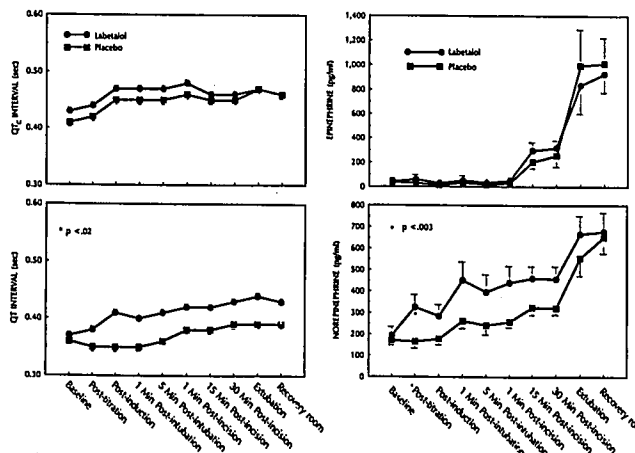 0.60
Labetalol
Placebo
0.50
0.40
0.30
QTc INTERVAL (sec)
1,400
1,200
1,000
800
600
400
200
0
Labetalol
Placebo
EPINEPHRINE (pg/ml)
0.60
* p <.02
0.50
0.40
0.30
QT INTERVAL (sec)
Baseline
Post-titration
Post-induction
1 Min Post-intubation
5 Min Post-intubation
1 Min Post-incision
15 Min Post-incision
30 Min Post-incision
Extubation
Recovery room
800
700
600
500
400
300
200
100
0
* p <.003
NOREPINEPHRINE (pg/ml)
Baseline
* Post-titration
Post-induction
1 Min Post-intubation
5 Min Post-intubation
1 Min Post-incision
15 Min Post-incision
30 Min Post-incision
Extubation
Recovery roo